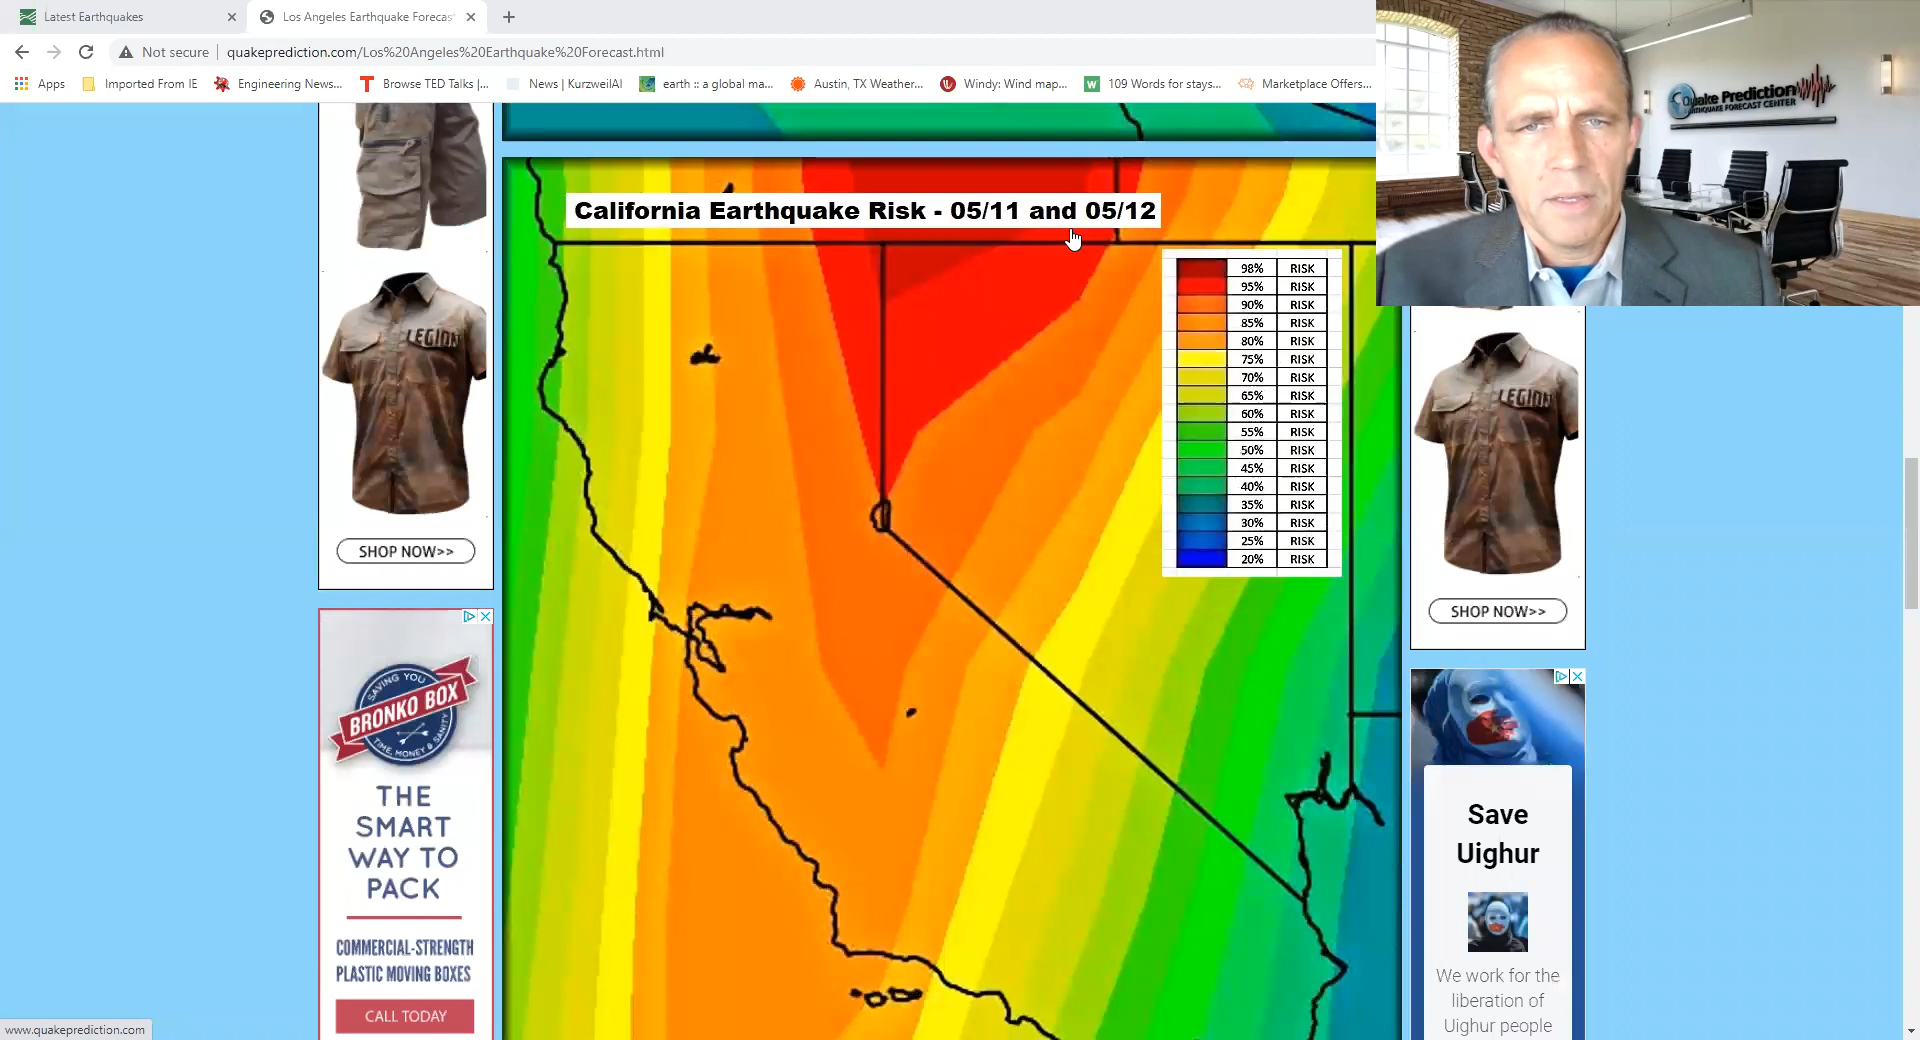 Latest Earthquakes
Los Angeles Earthquake Forecas
Not secure
quakeprediction.com/Los%20Angeles%20Earthquake%20Forecast.html
Apps
Imported From IE
Engineering News...
Browse TED Talks |...
News | KurzweilAI
earth :: a global ma...
Austin, TX Weather...
Windy: Wind map...
109 Words for stays...
Marketplace Offers...
Quake Prediction
EARTHQUAKE FORECAST CENTER
California Earthquake Risk - 05/11 and 05/12
98% RISK
95% RISK
90% RISK
85% RISK
80% RISK
75% RISK
70% RISK
65% RISK
60% RISK
55% RISK
50% RISK
45% RISK
40% RISK
35% RISK
30% RISK
25% RISK
20% RISK
LEGION
SHOP NOW>>
SAVING YOU
BRONKO BOX
TIME, MONEY & SANITY
THE
SMART
WAY TO
PACK
COMMERCIAL-STRENGTH
PLASTIC MOVING BOXES
CALL TODAY
LEGION
SHOP NOW>>
Save
Uighur
We work for the
liberation of
Uighur people
www.quakeprediction.com